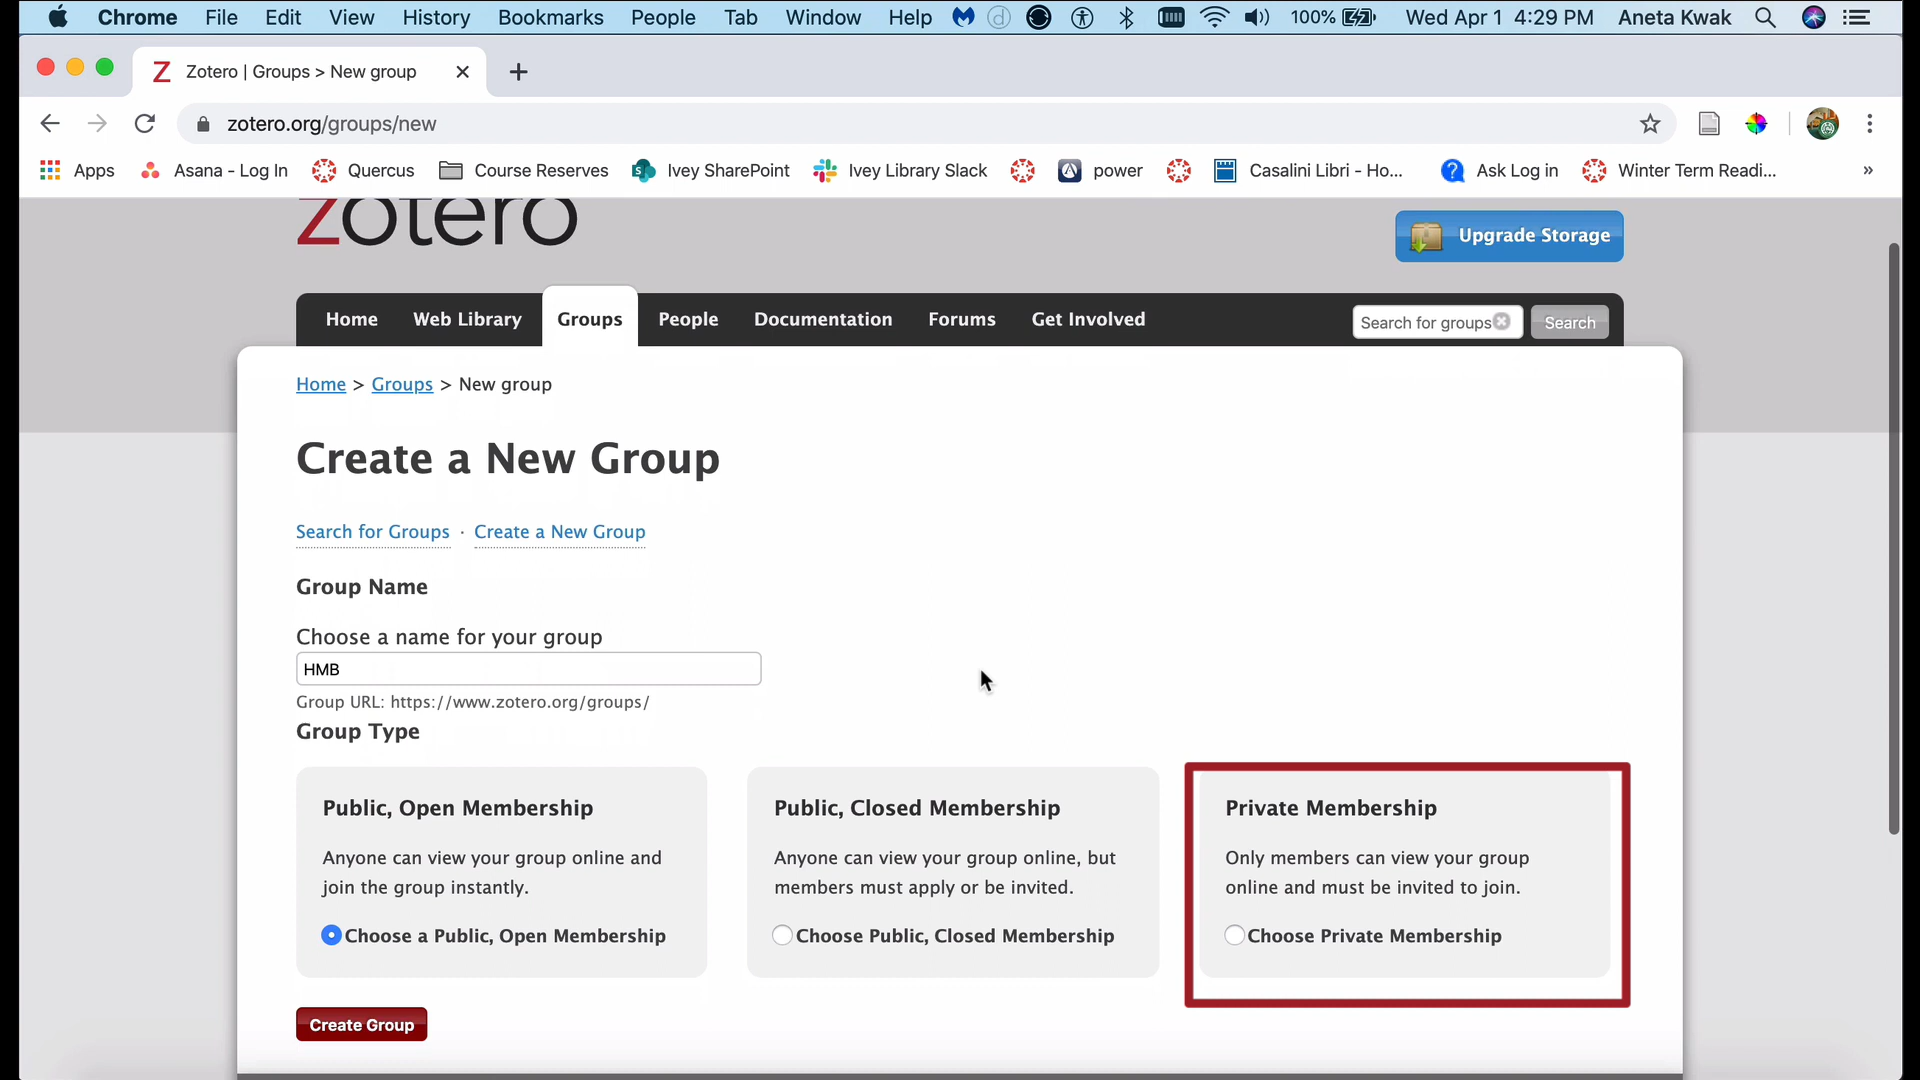 Chrome File Edit View History Bookmarks People Tab Window Help 100% Wed Apr 1 4:29 PM Aneta Kwak
Zotero | Groups > New group
zotero.org/groups/new
Apps Asana - Log In Quercus Course Reserves Ivey SharePoint Ivey Library Slack power Casalini Libri - Ho... Ask Log in Winter Term Readi... »
zotero
Upgrade Storage
Home Web Library Groups People Documentation Forums Get Involved Search for groups Search
Home > Groups > New group
Create a New Group
Search for Groups · Create a New Group
Group Name
Choose a name for your group
HMB
Group URL: https://www.zotero.org/groups/
Group Type
Public, Open Membership
Anyone can view your group online and
join the group instantly.
Choose a Public, Open Membership
Public, Closed Membership
Anyone can view your group online, but
members must apply or be invited.
Choose Public, Closed Membership
Private Membership
Only members can view your group
online and must be invited to join.
Choose Private Membership
Create Group